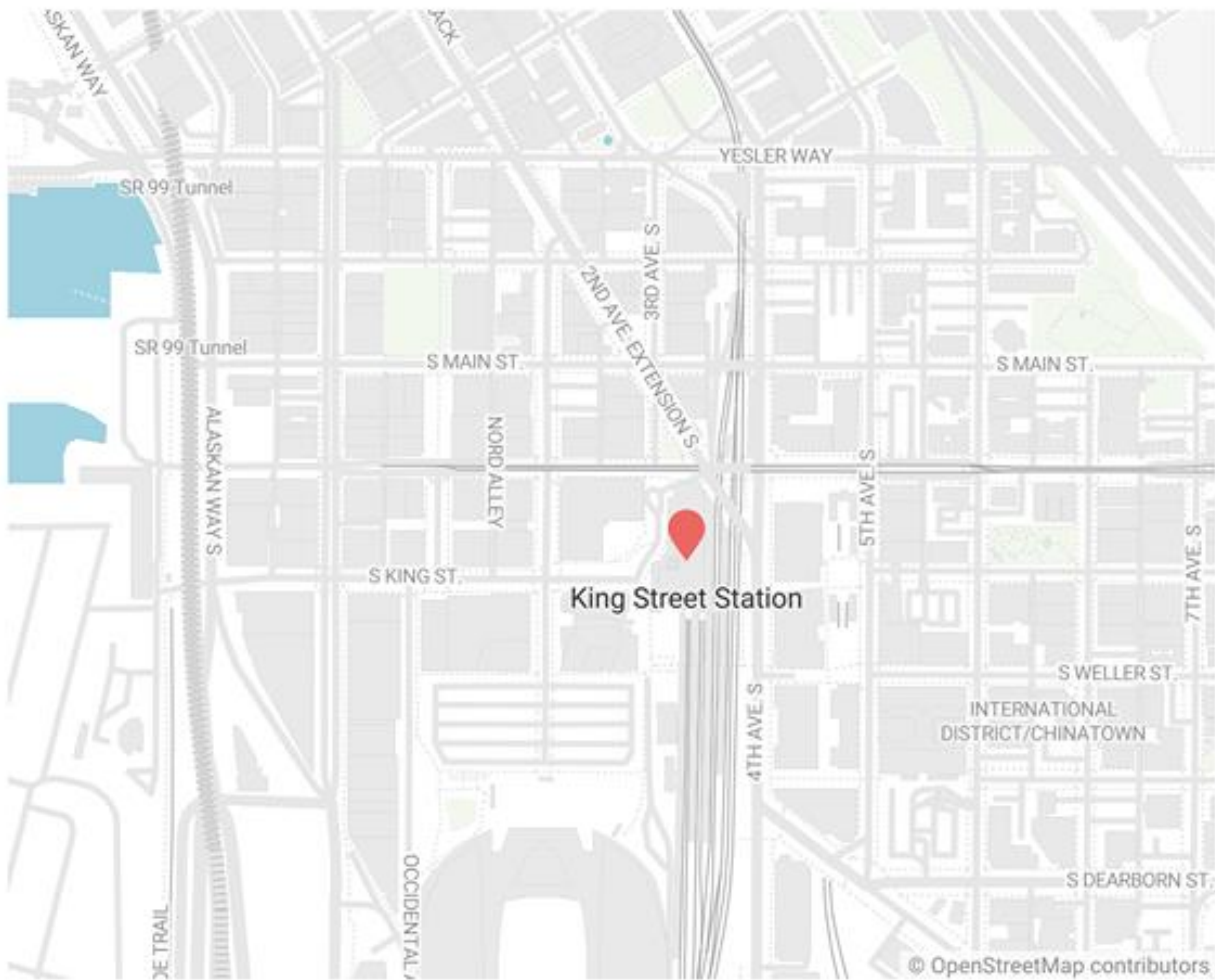 SKAN WAY
ACK
YESLER WAY
SR 99 Tunnel
3RD AVE. S
2ND AVE. EXTENSION S
SR 99 Tunnel
S MAIN ST.
S MAIN ST.
ALASKAN WAY S
NORD ALLEY
5TH AVE. S
7TH AVE. S
S KING ST.
King Street Station
S WELLER ST.
4TH AVE. S
INTERNATIONAL
DISTRICT/CHINATOWN
OCCIDENTAL A
S DEARBORN ST.
DE TRAIL
© OpenStreetMap contributors